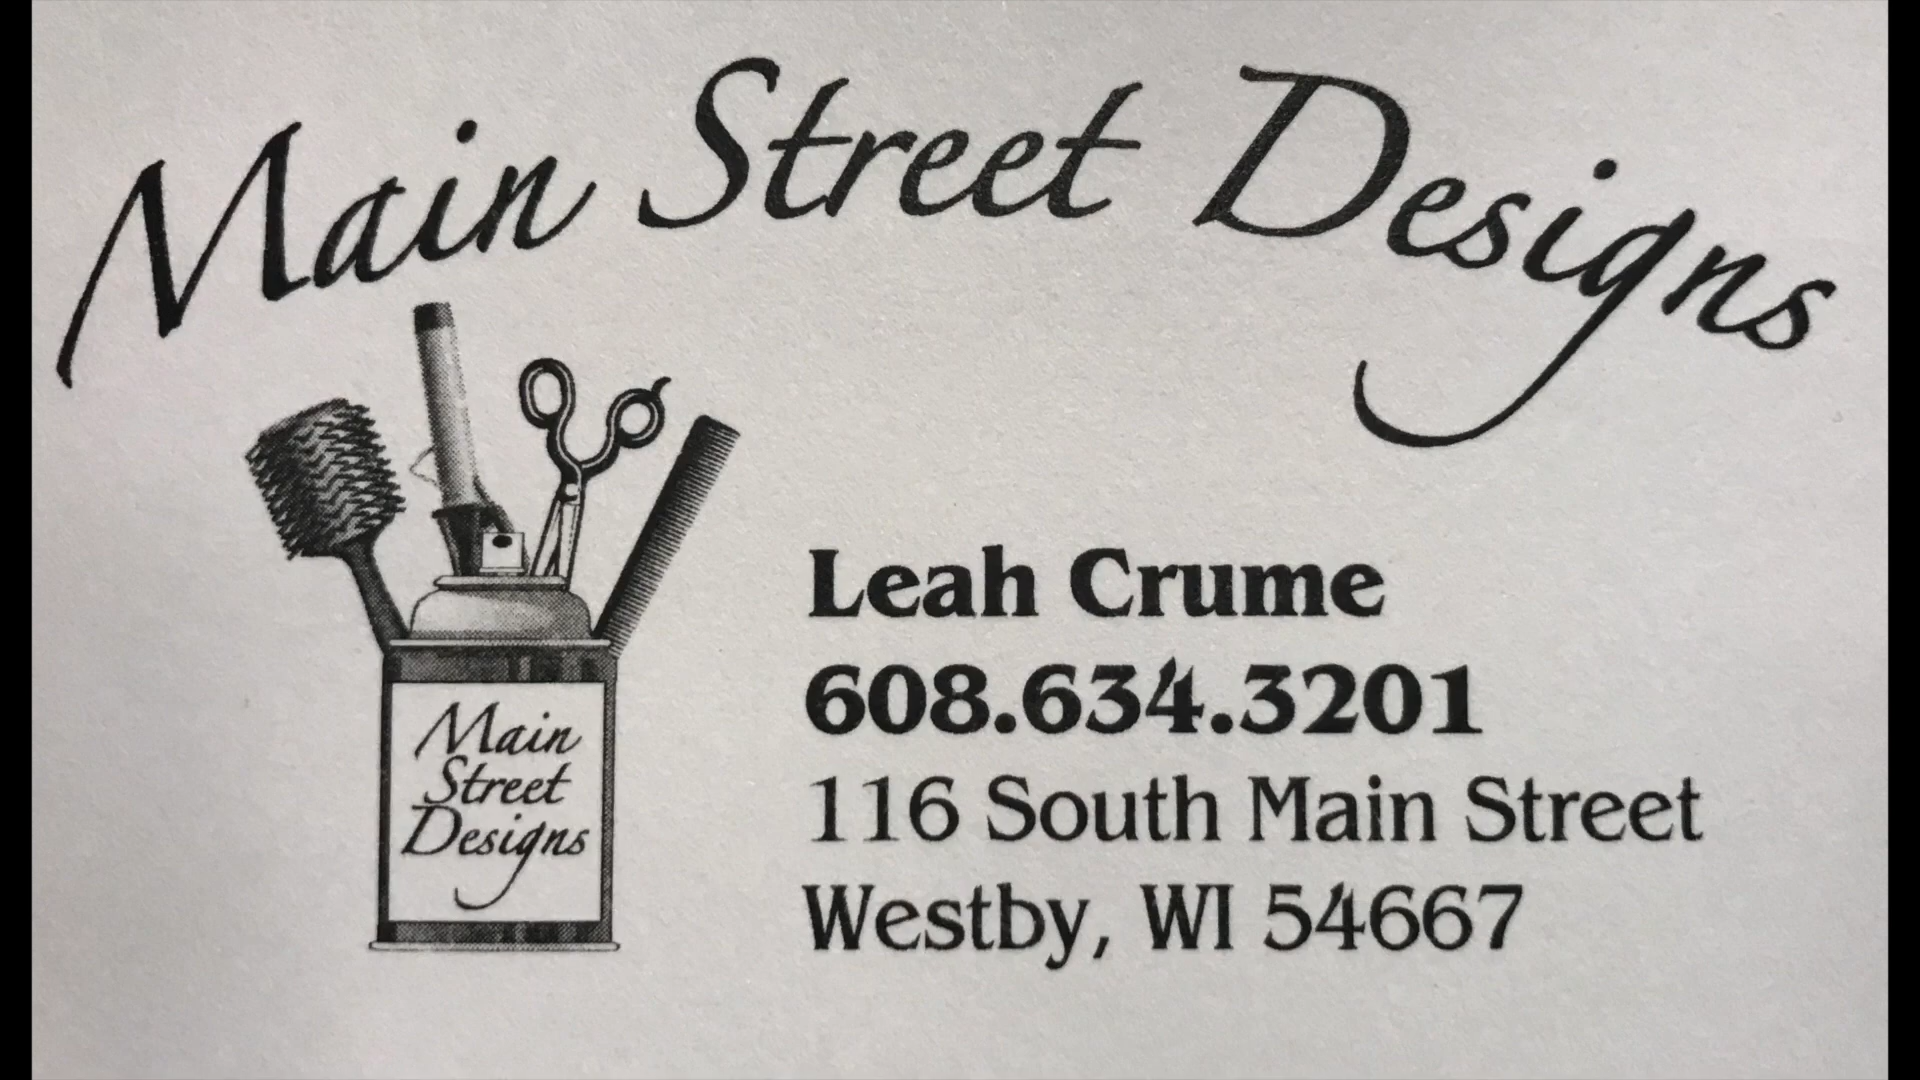 Main Street Designs
Main
Street
Designs
Leah Crume
608.634.3201
116 South Main Street
Westby, WI 54667